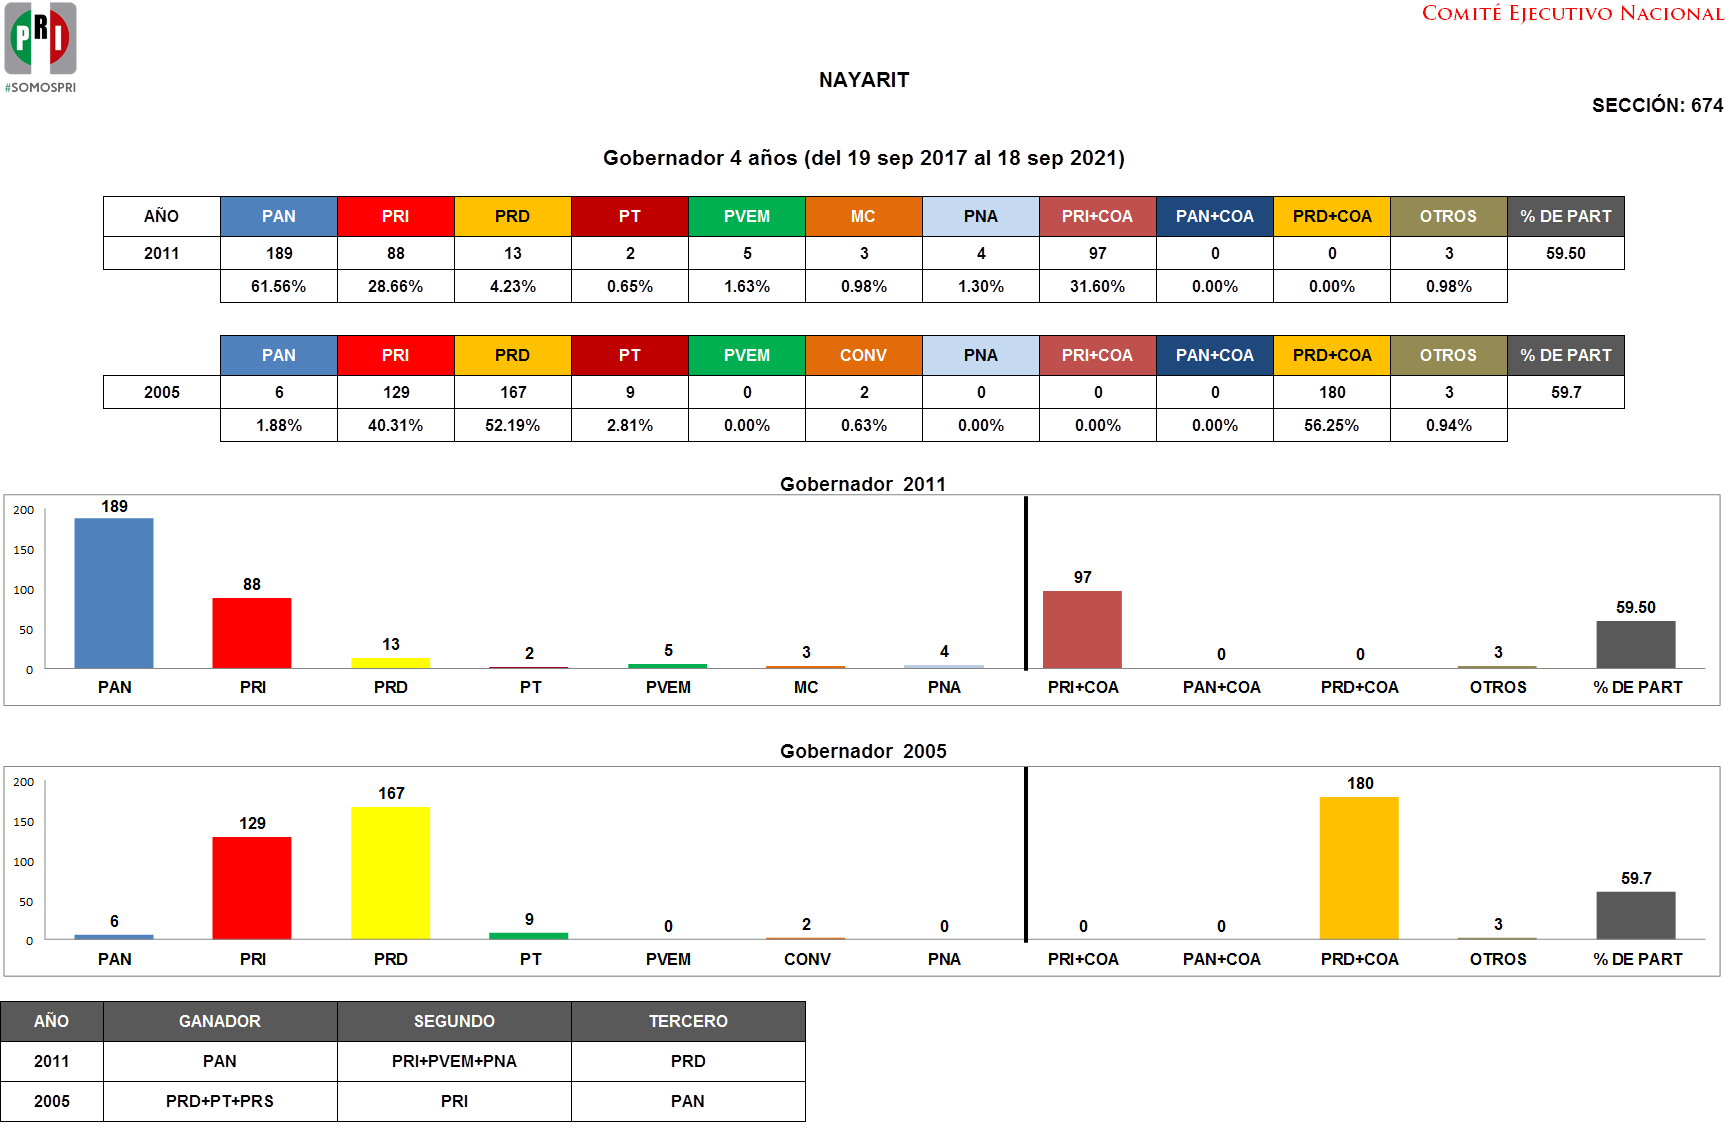 COMITÉ EJECUTIVO NACIONAL
PRI
#SOMOSPRI
NAYARIT
SECCIÓN: 674
Gobernador 4 años (del 19 sep 2017 al 18 sep 2021)
AÑO PAN PRI PRD PT PVEM MC PNA PRI+COA PAN+COA PRD+COA OTROS % DE PART
2011 189 88 13 2 5 3 4 97 0 0 3 59.50
61.56% 28.66% 4.23% 0.65% 1.63% 0.98% 1.30% 31.60% 0.00% 0.00% 0.98%
PAN PRI PRD PT PVEM CONV PNA PRI+COA PAN+COA PRD+COA OTROS % DE PART
2005 6 129 167 9 0 2 0 0 0 180 3 59.7
1.88% 40.31% 52.19% 2.81% 0.00% 0.63% 0.00% 0.00% 0.00% 56.25% 0.94%
Gobernador 2011
200
150
100
50
0
189 88 13 2 5 3 4 97 0 0 3 59.50
PAN PRI PRD PT PVEM MC PNA PRI+COA PAN+COA PRD+COA OTROS % DE PART
Gobernador 2005
200
150
100
50
0
6 129 167 9 0 2 0 0 0 180 3 59.7
PAN PRI PRD PT PVEM CONV PNA PRI+COA PAN+COA PRD+COA OTROS % DE PART
AÑO GANADOR SEGUNDO TERCERO
2011 PAN PRI+PVEM+PNA PRD
2005 PRD+PT+PRS PRI PAN